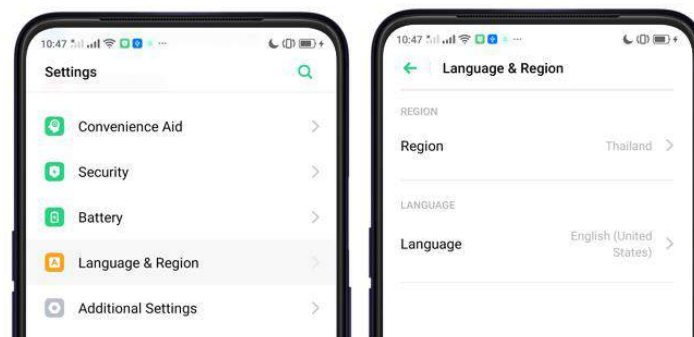 10:47
Settings
Convenience Aid
Security
Battery
Language & Region
Additional Settings
10:47
Language & Region
REGION
Region
Thailand
LANGUAGE
Language
English (United
States)